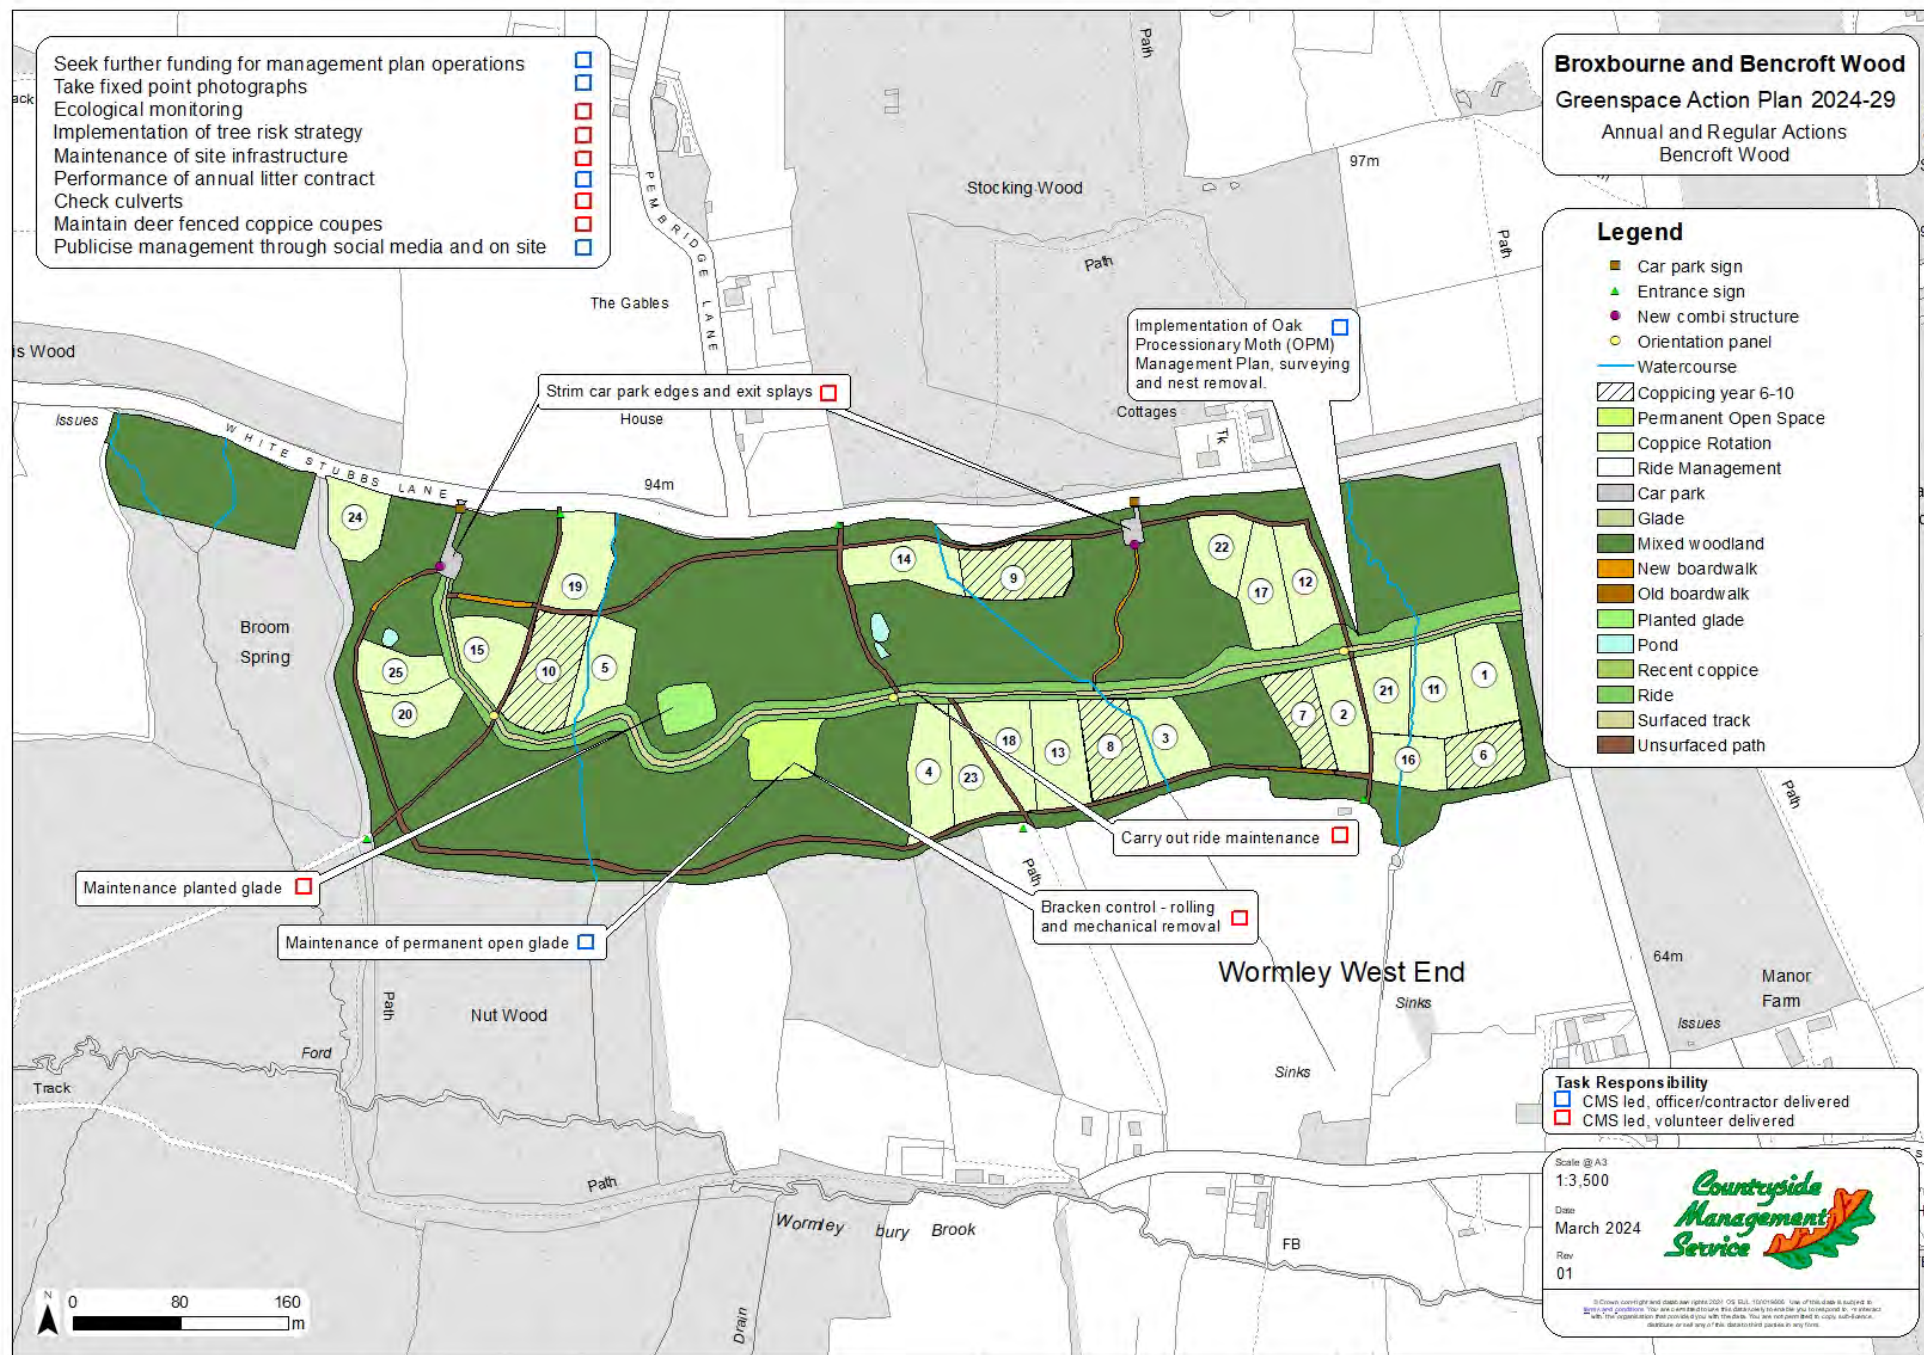 Seek further funding for management plan operations
Take fixed point photographs
Ecological monitoring
Implementation of tree risk strategy
Maintenance of site infrastructure
Performance of annual litter contract
Check culverts
Maintain deer fenced coppice coupes
Publicise management through social media and on site
Broxbourne and Bencroft Wood
Greenspace Action Plan 2024-29
Annual and Regular Actions
Bencroft Wood
Legend
Car park sign
Entrance sign
New combi structure
Orientation panel
Watercourse
Coppicing year 6-10
Permanent Open Space
Coppice Rotation
Ride Management
Car park
Glade
Mixed woodland
New boardwalk
Old boardwalk
Planted glade
Pond
Recent coppice
Ride
Surfaced track
Unsurfaced path
ack
Path
97m
Stocking Wood
Path
Path
PEMBRIDGE LANE
The Gables
is Wood
Implementation of Oak
Processionary Moth (OPM)
Management Plan, surveying
and nest removal.
Strim car park edges and exit splays
House
Cottages
Tk
Issues
WHITE STUBBS LANE
94m
24
14
9
22
19
17
12
Broom
Spring
15
25
10
5
20
21
11
1
7
2
18
13
8
3
4
23
16
6
Path
Carry out ride maintenance
Path
Maintenance planted glade
Bracken control - rolling
and mechanical removal
Maintenance of permanent open glade
Wormley West End
64m
Manor
Farm
Sinks
Issues
Path
Nut Wood
Ford
Track
Sinks
Path
Wormley bury Brook
FB
Drain
Task Responsibility
CMS led, officer/contractor delivered
CMS led, volunteer delivered
Scale @A3
1:3,500
Date
March 2024
Rev
01
Countryside
Management
Service
N
0 80 160
m